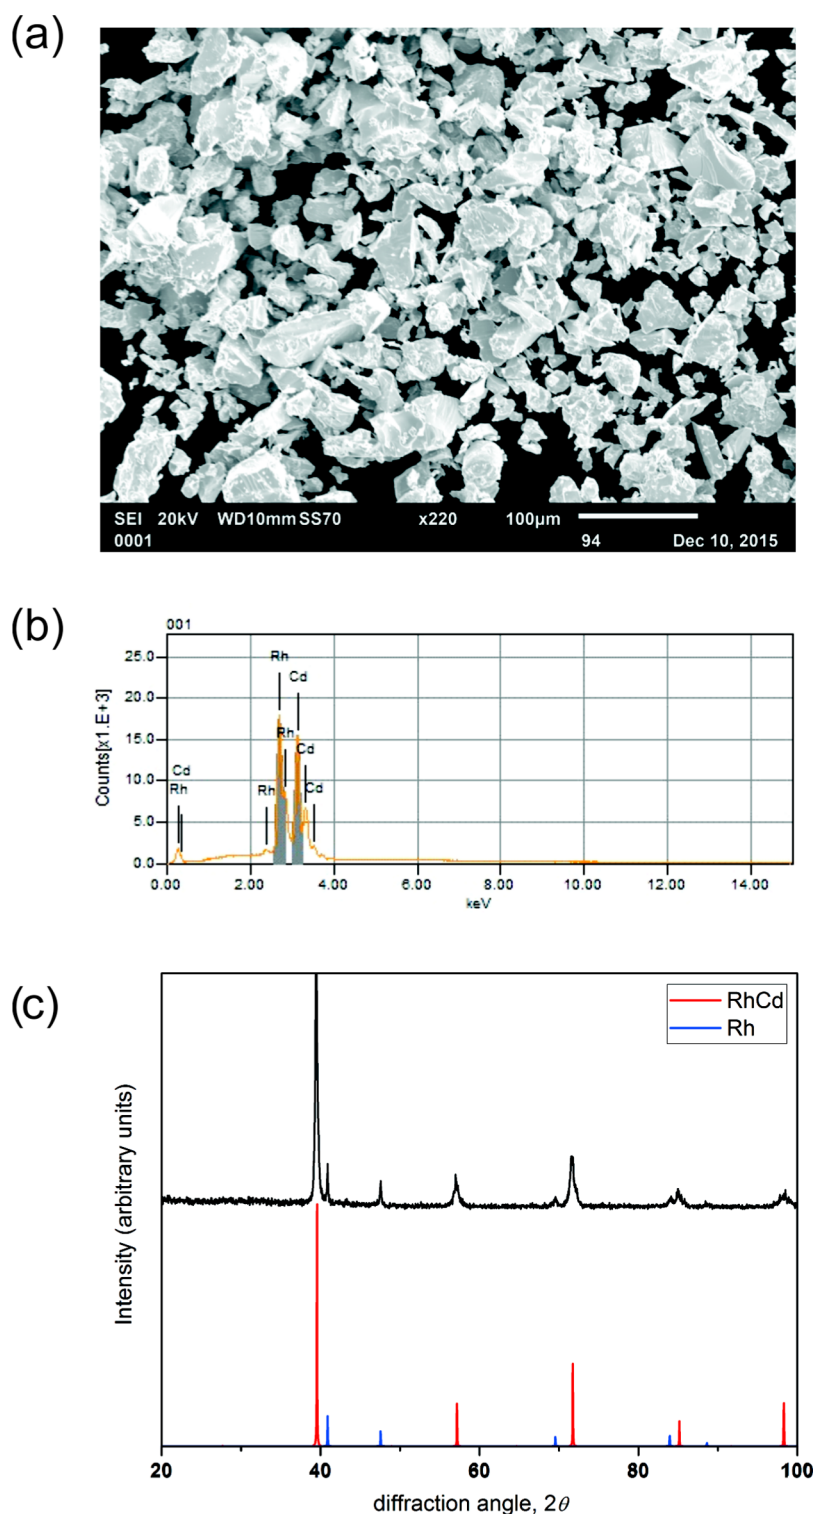 (a)
SEI 20kV WD10mmSS70 x220 100µm
0001 94 Dec 10, 2015
(b)
001
Counts[x1.E+3]
25.0
20.0
15.0
10.0
5.0
0.0
Rh
Cd
Rh
Cd
Cd
Rh
Rh
Cd
0.00 2.00 4.00 6.00 8.00 10.00 12.00 14.00
keV
(c)
RhCd
Rh
Intensity (arbitrary units)
20 40 60 80 100
diffraction angle, 2θ